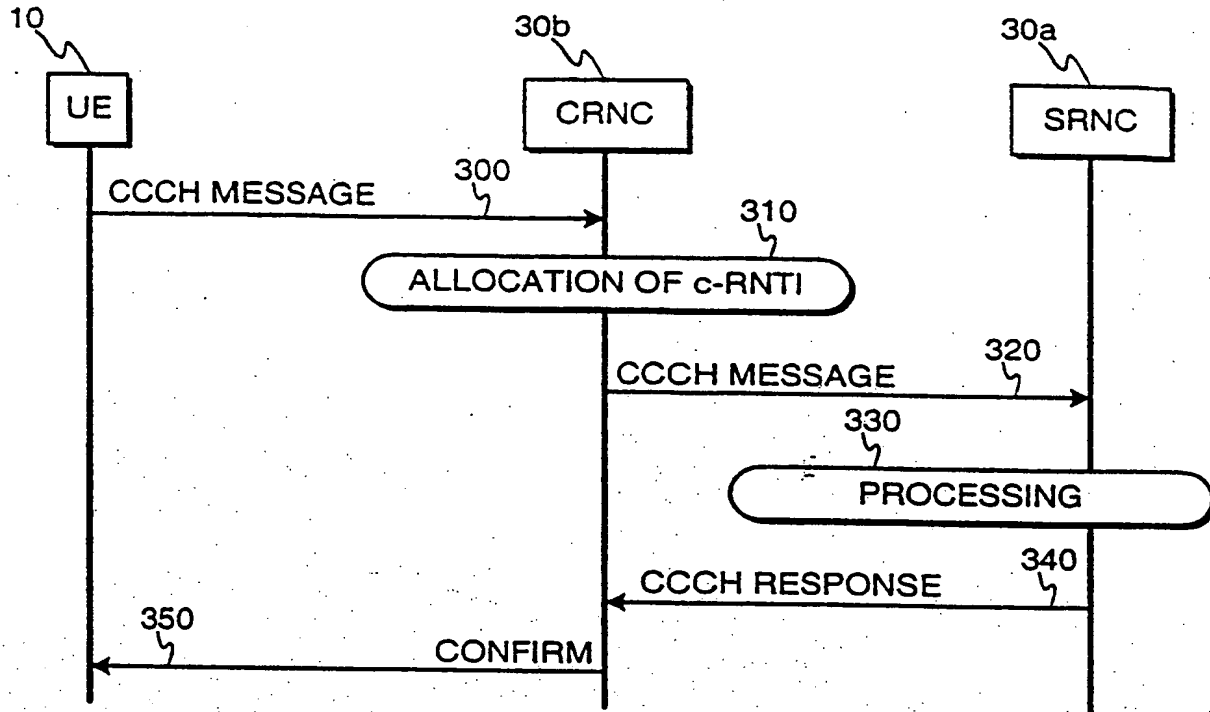 10
30b
30a
UE
CRNC
SRNC
CCCH MESSAGE
300
310
ALLOCATION OF c-RNTI
CCCH MESSAGE
320
330
PROCESSING
CCCH RESPONSE
340
350
CONFIRM